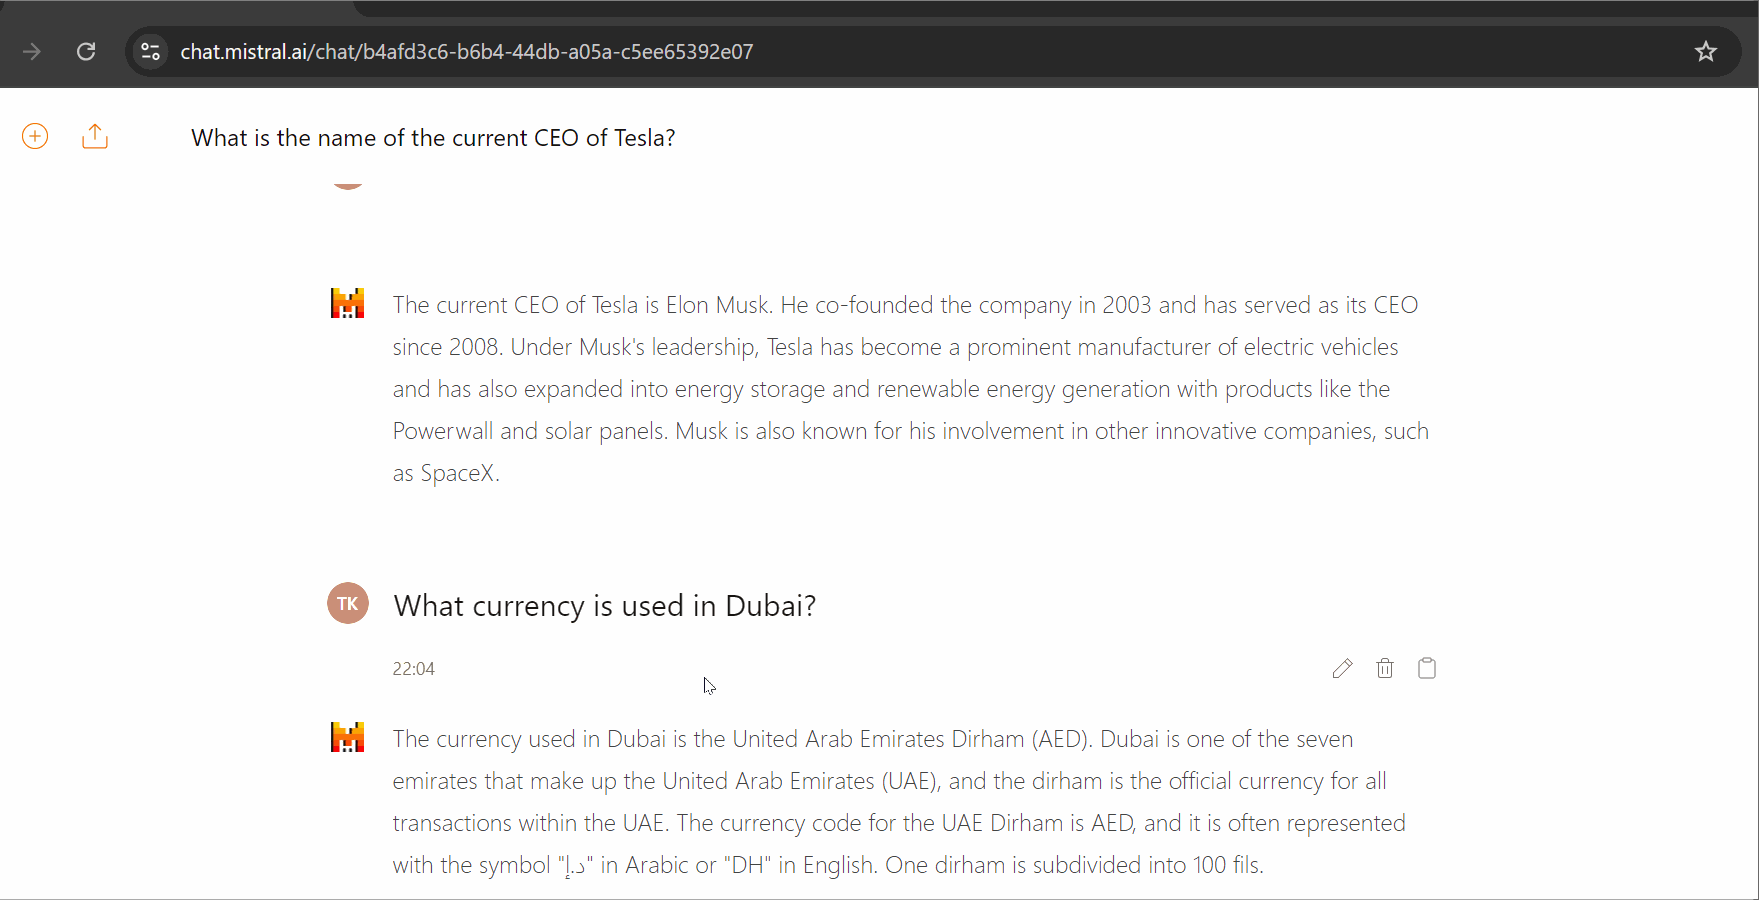 chat.mistral.ai/chat/b4afd3c6-b6b4-44db-a05a-c5ee65392e07
What is the name of the current CEO of Tesla?
The current CEO of Tesla is Elon Musk. He co-founded the company in 2003 and has served as its CEO
since 2008. Under Musk's leadership, Tesla has become a prominent manufacturer of electric vehicles
and has also expanded into energy storage and renewable energy generation with products like the
Powerwall and solar panels. Musk is also known for his involvement in other innovative companies, such
as SpaceX.
TK What currency is used in Dubai?
22:04
The currency used in Dubai is the United Arab Emirates Dirham (AED). Dubai is one of the seven
emirates that make up the United Arab Emirates (UAE), and the dirham is the official currency for all
transactions within the UAE. The currency code for the UAE Dirham is AED, and it is often represented
with the symbol "د.إ" in Arabic or "DH" in English. One dirham is subdivided into 100 fils.